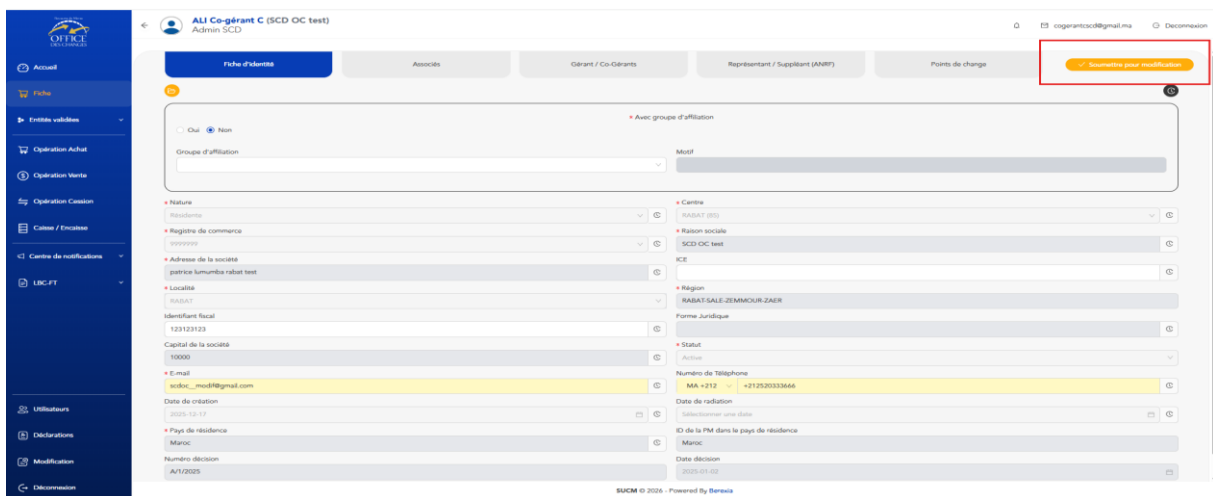 OFFICE
DES CHANGES
Accueil
Fiche
Entités validées
Opération Achat
Opération Vente
Opération Cession
Caisse / Encaisse
Centre de notifications
LBC-FT
Utilisateurs
Déclarations
Modification
Déconnexion
ALI Co-gérant C (SCD OC test)
Admin SCD
cogerantcscd@gmail.ma
Deconnexion
Fiche d'identité
Associés
Gérant / Co-Gérants
Représentant / Suppléant (ANRF)
Points de change
Soumettre pour modification
* Avec groupe d'affiliation
Oui Non
Groupe d'affiliation
Motif
* Nature
Résidente
* Centre
RABAT (85)
* Registre de commerce
9999999
* Raison sociale
SCD OC test
* Adresse de la société
patrice lumumba rabat test
ICE
* Localité
RABAT
* Région
RABAT-SALE-ZEMMOUR-ZAER
Identifiant fiscal
123123123
Forme Juridique
Capital de la société
10000
* Statut
Active
* E-mail
scdoc__modif@gmail.com
Numéro de Téléphone
MA +212 +212520333666
Date de création
2025-12-17
Date de radiation
Sélectionner une date
* Pays de résidence
Maroc
ID de la PM dans le pays de résidence
Maroc
Numéro décision
A/1/2025
Date décision
2025-01-02
SUCM © 2026 - Powered By Berexia